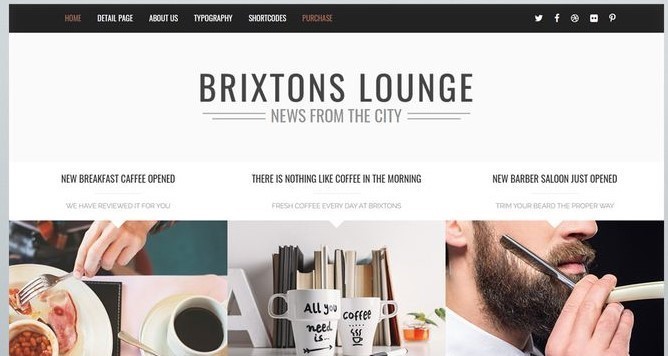 HOME DETAIL PAGE ABOUT US TYPOGRAPHY SHORTCODES PURCHASE
BRIXTONS LOUNGE
NEWS FROM THE CITY
NEW BREAKFAST CAFFEE OPENED
WE HAVE REVIEWED IT FOR YOU
THERE IS NOTHING LIKE COFFEE IN THE MORNING
FRESH COFFEE EVERY DAY AT BRIXTONS
NEW BARBER SALOON JUST OPENED
TRIM YOUR BEARD THE PROPER WAY
A
All you
need
is...
coffee